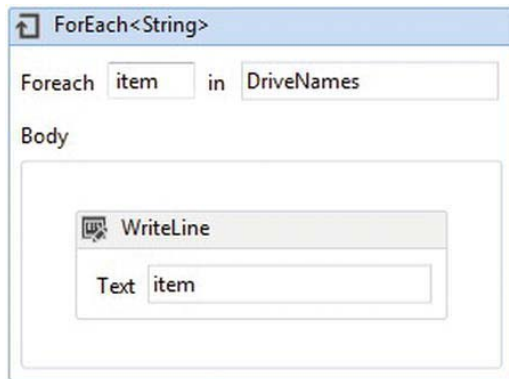 ForEach<String>
Foreach item in DriveNames
Body
WriteLine
Text item